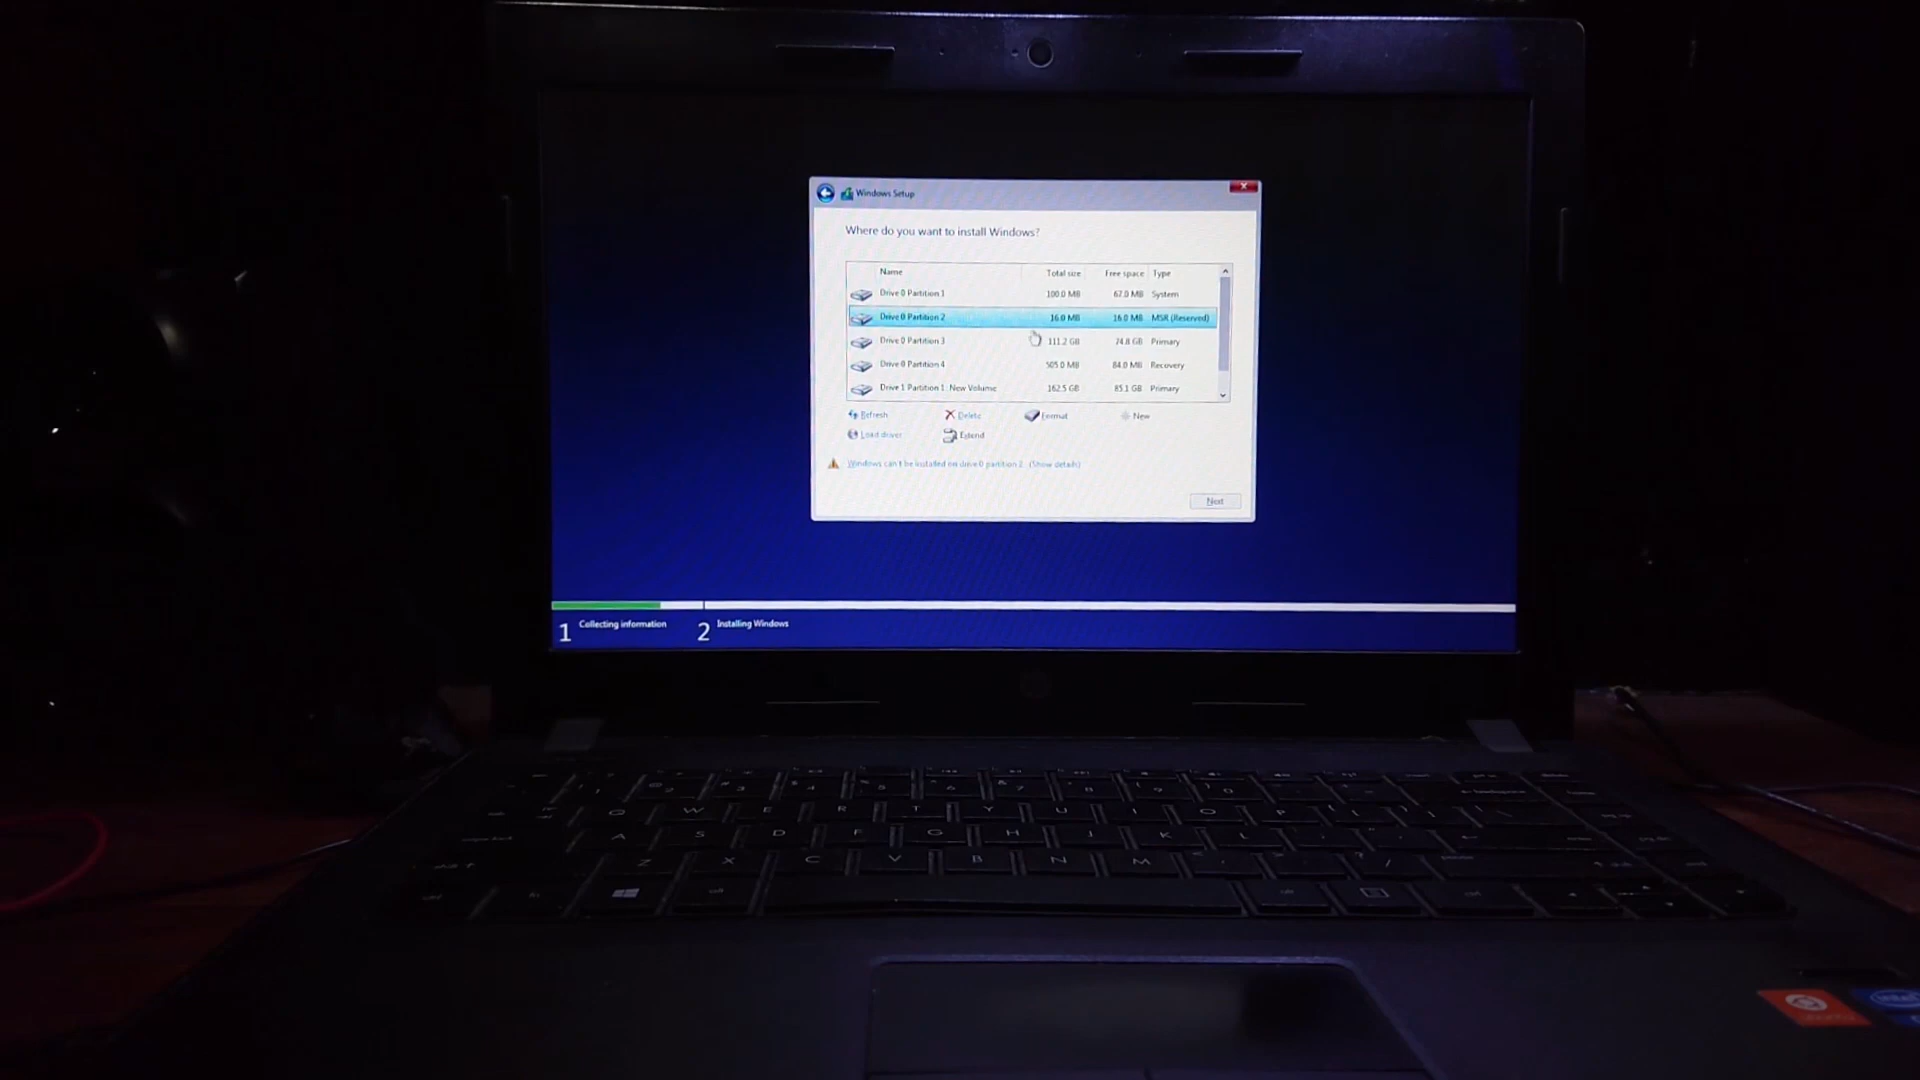 Windows Setup
Where do you want to install Windows?
Name Total size Free space Type
Drive 0 Partition 1 100.0 MB 67.0 MB System
Drive 0 Partition 2 16.0 MB 16.0 MB MSR (Reserved)
Drive 0 Partition 3 111.2 GB 74.8 GB Primary
Drive 0 Partition 4 505.0 MB 84.0 MB Recovery
Drive 1 Partition 1: New Volume 162.5 GB 85.1 GB Primary
Refresh Delete Format New
Load driver Extend
Windows can't be installed on drive 0 partition 2. (Show details)
Next
1 Collecting information 2 Installing Windows
Q W E R T Y U I O P
A S D F G H J K L
Z X C V B N M
fn alt
intel